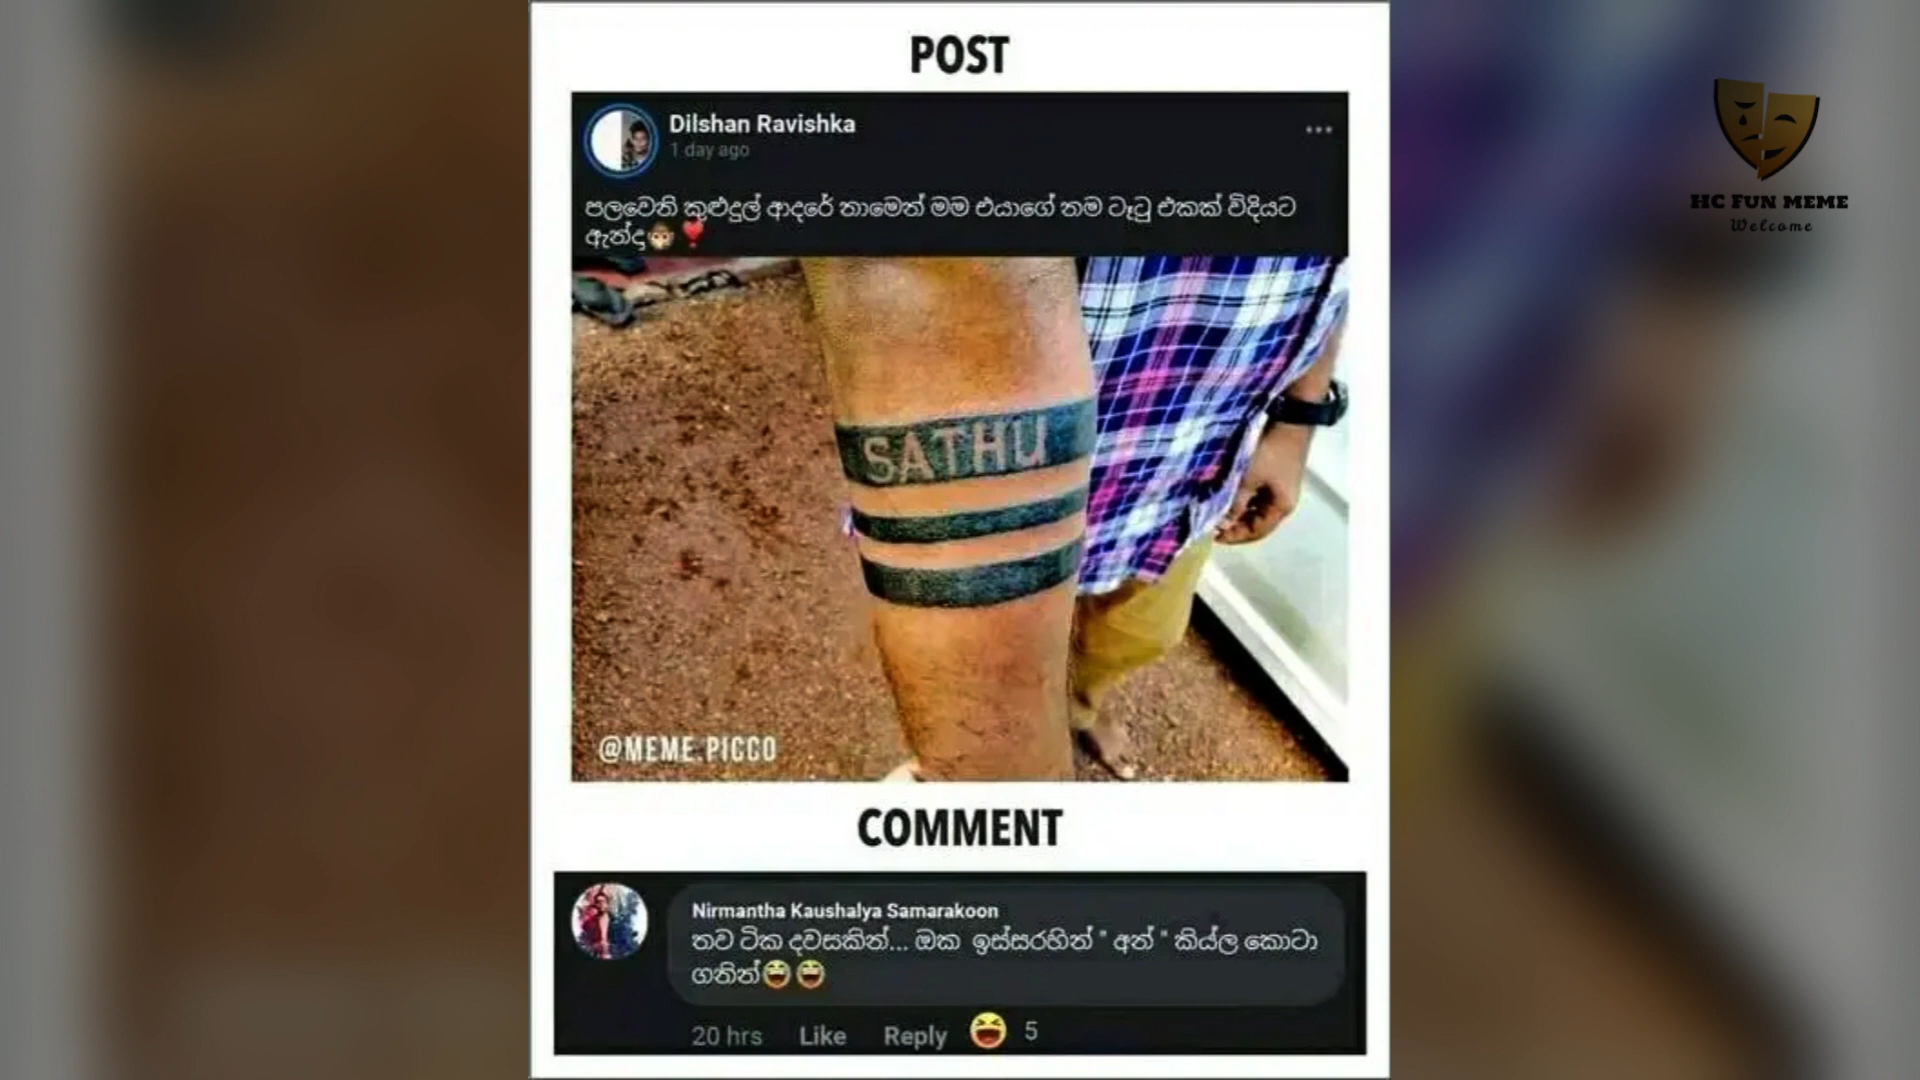 POST
Dilshan Ravishka
1 day ago
පලවෙනි කුළුදුල් ආදරේ නාමෙන් මම එයාගේ නම ටැටු එකක් විදියට
ඇන්දා
HC FUN MEME
Welcome
SATHU
@MEME.PICCO
COMMENT
Nirmantha Kaushalya Samarakoon
තව ටික දවසකින්... ඔක ඉස්සරහින් " අන් " කියල කොටා
ගනින්
20 hrs Like Reply 5